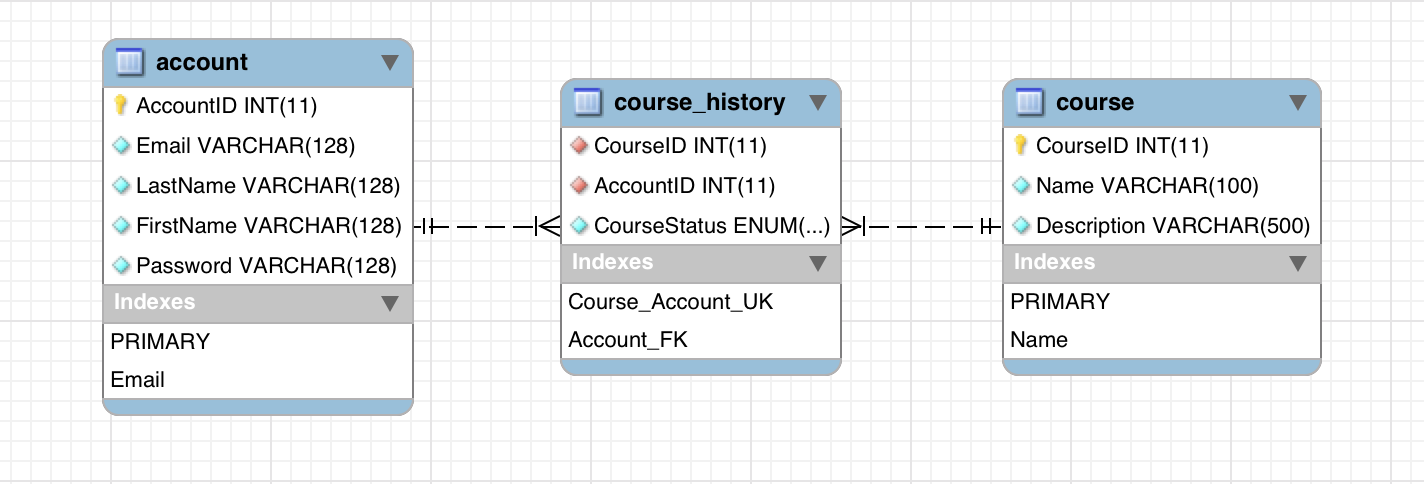 account
AccountID INT(11)
Email VARCHAR(128)
LastName VARCHAR(128)
FirstName VARCHAR(128)
Password VARCHAR(128)
Indexes
PRIMARY
Email
course_history
CourseID INT(11)
AccountID INT(11)
CourseStatus ENUM(...)
Indexes
Course_Account_UK
Account_FK
course
CourseID INT(11)
Name VARCHAR(100)
Description VARCHAR(500)
Indexes
PRIMARY
Name